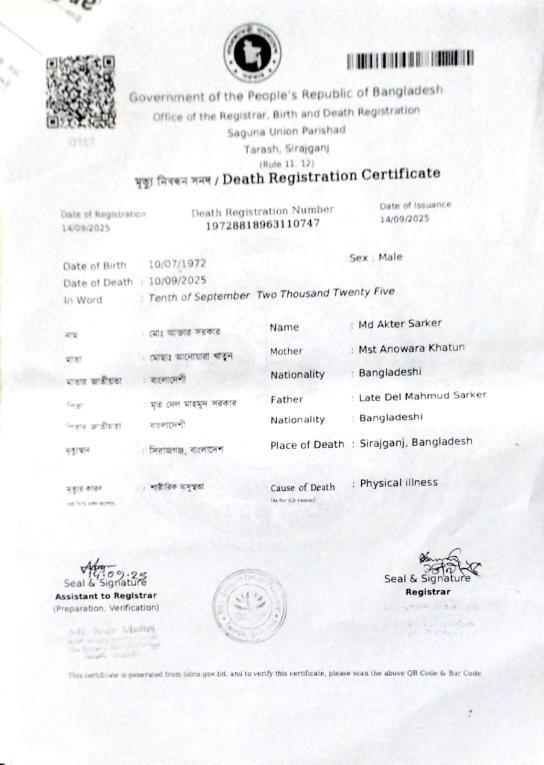 Government of the People's Republic of Bangladesh
Office of the Registrar, Birth and Death Registration
Saguna Union Parishad
Tarash, Sirajganj
(Rule 11, 12)
মৃত্যু নিবন্ধন সনদ / Death Registration Certificate
Date of Registration Death Registration Number Date of Issuance
14/09/2025 19728818963110747 14/09/2025
Date of Birth : 10/07/1972 Sex : Male
Date of Death : 10/09/2025
In Word : Tenth of September Two Thousand Twenty Five
নাম : মোঃ আক্তার সরকার Name : Md Akter Sarker
মাতা : মোছাঃ আনোয়ারা খাতুন Mother : Mst Anowara Khatun
মাতার জাতীয়তা : বাংলাদেশী Nationality : Bangladeshi
পিতা : মৃত দেল মাহমুদ সরকার Father : Late Del Mahmud Sarker
পিতার জাতীয়তা : বাংলাদেশী Nationality : Bangladeshi
মৃত্যুস্থান : সিরাজগঞ্জ, বাংলাদেশ Place of Death : Sirajganj, Bangladesh
মৃত্যুর কারন : শারীরিক অসুস্থতা Cause of Death : Physical illness
14.09.25
Seal & Signature Seal & Signature
Assistant to Registrar Registrar
(Preparation, Verification)
This certificate is generated from bdris.gov.bd, and to verify this certificate, please scan the above QR Code & Bar Code.